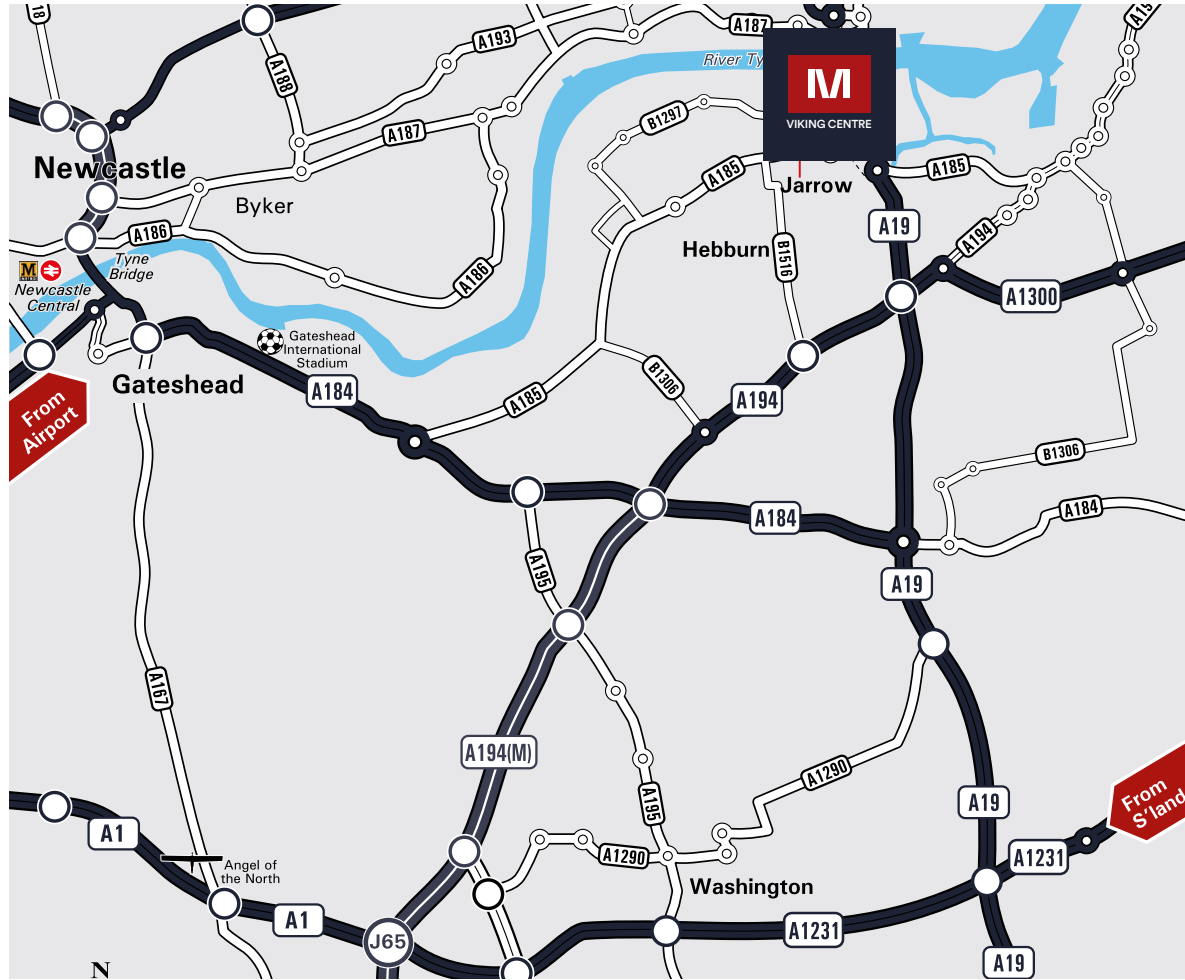 18
A193
A187
A19
A188
River Ty
M
VIKING CENTRE
B1297
A187
Newcastle
A185
A185
Jarrow
Byker
A19
A186
A194
Hebburn
B1516
Tyne
Bridge
M
METRO
Newcastle
Central
A186
A1300
Gateshead
International
Stadium
Gateshead
A184
B1306
A194
A185
From
Airport
B1306
A184
A184
A195
A19
A167
A194(M)
A1290
A195
A19
From
S'land
A1
A1290
A1231
Angel of
the North
Washington
A1
A1231
J65
A19
N